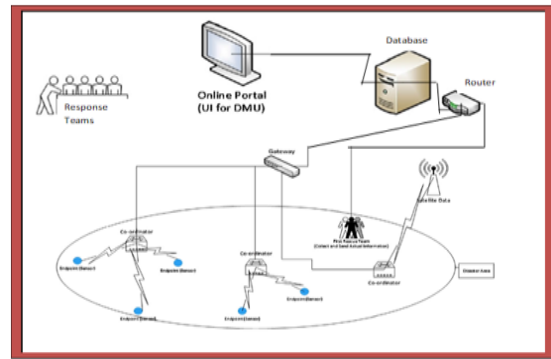 Database
Router
Response
Teams
Online Portal
(UI for DMU)
Gateway
Satellite Data
First Rescue Team
(Collect and Send Actual Information)
Co-ordinator
Co-ordinator
Co-ordinator
Endpoint(Sensor)
Endpoint(Sensor)
Endpoint(Sensor)
Endpoint(Sensor)
Endpoint(Sensor)
Disaster Area